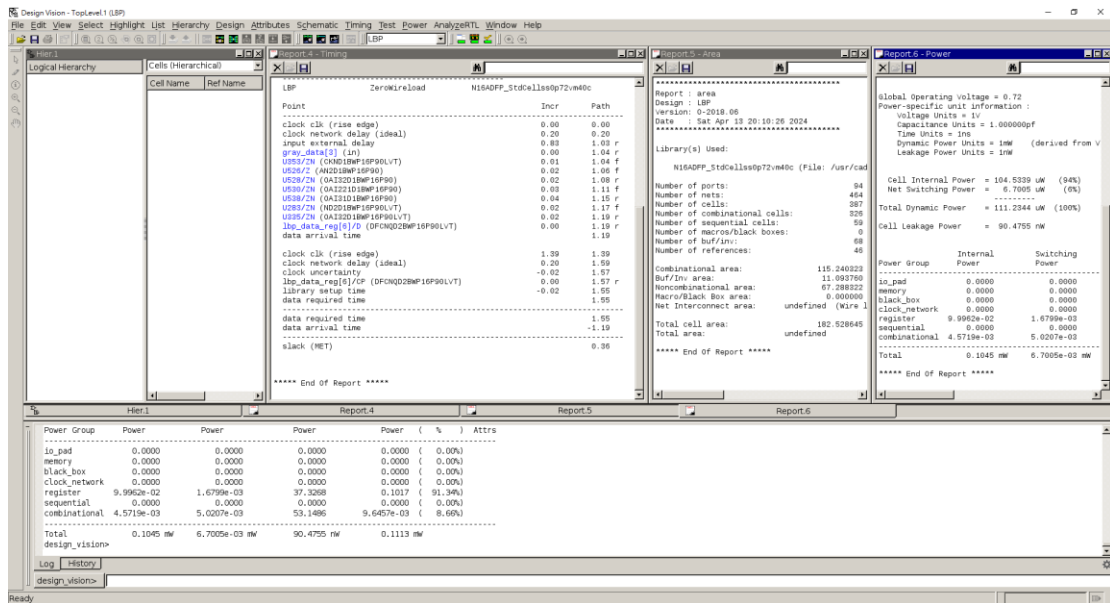 Design Vision - TopLevel.1 (LBP)
File Edit View Select Highlight List Hierarchy Design Attributes Schematic Timing Test Power AnalyzeRTL Window Help
LBP
Hier.1
Logical Hierarchy
Cells (Hierarchical)
Cell Name Ref Name
Report.4 - Timing
LBP ZeroWireload N16ADFP_StdCellss0p72vm40c
Point Incr Path
clock clk (rise edge) 0.00 0.00
clock network delay (ideal) 0.20 0.20
input external delay 0.83 1.03 r
gray_data[3] (in) 0.00 1.04 r
U353/ZN (CKND1BWP16P90LVT) 0.01 1.04 f
U526/Z (AN2D1BWP16P90) 0.02 1.06 f
U528/ZN (OAI32D1BWP16P90) 0.02 1.08 r
U530/ZN (OAI221D1BWP16P90) 0.03 1.11 f
U538/ZN (OAI31D1BWP16P90) 0.04 1.15 r
U283/ZN (ND2D1BWP16P90LVT) 0.02 1.17 f
U335/ZN (OAI32D1BWP16P90LVT) 0.02 1.19 r
lbp_data_reg[6]/D (DFCNQD2BWP16P90LVT) 0.00 1.19 r
data arrival time 1.19
clock clk (rise edge) 1.39 1.39
clock network delay (ideal) 0.20 1.59
clock uncertainty -0.02 1.57
lbp_data_reg[6]/CP (DFCNQD2BWP16P90LVT) 0.00 1.57 r
library setup time -0.02 1.55
data required time 1.55
data required time 1.55
data arrival time -1.19
slack (MET) 0.36
***** End Of Report *****
Report.5 - Area
****************************************
Report : area
Design : LBP
Version: O-2018.06
Date : Sat Apr 13 20:10:26 2024
****************************************
Library(s) Used:
N16ADFP_StdCellss0p72vm40c (File: /usr/cad
Number of ports: 94
Number of nets: 464
Number of cells: 387
Number of combinational cells: 326
Number of sequential cells: 59
Number of macros/black boxes: 0
Number of buf/inv: 68
Number of references: 46
Combinational area: 115.240323
Buf/Inv area: 11.093760
Noncombinational area: 67.288322
Macro/Black Box area: 0.000000
Net Interconnect area: undefined (Wire l
Total cell area: 182.528645
Total area: undefined
***** End Of Report *****
Report.6 - Power
Global Operating Voltage = 0.72
Power-specific unit information :
Voltage Units = 1V
Capacitance Units = 1.000000pf
Time Units = 1ns
Dynamic Power Units = 1mW (derived from V
Leakage Power Units = 1nW
Cell Internal Power = 104.5339 uW (94%)
Net Switching Power = 6.7005 uW (6%)
Total Dynamic Power = 111.2344 uW (100%)
Cell Leakage Power = 90.4755 nW
Internal Switching
Power Group Power Power
io_pad 0.0000 0.0000
memory 0.0000 0.0000
black_box 0.0000 0.0000
clock_network 0.0000 0.0000
register 9.9962e-02 1.6799e-03
sequential 0.0000 0.0000
combinational 4.5719e-03 5.0207e-03
Total 0.1045 mW 6.7005e-03 mW
***** End Of Report *****
Hier.1 Report.4 Report.5 Report.6
Power Group Power Power Power Power ( % ) Attrs
io_pad 0.0000 0.0000 0.0000 0.0000 ( 0.00%)
memory 0.0000 0.0000 0.0000 0.0000 ( 0.00%)
black_box 0.0000 0.0000 0.0000 0.0000 ( 0.00%)
clock_network 0.0000 0.0000 0.0000 0.0000 ( 0.00%)
register 9.9962e-02 1.6799e-03 37.3268 0.1017 ( 91.34%)
sequential 0.0000 0.0000 0.0000 0.0000 ( 0.00%)
combinational 4.5719e-03 5.0207e-03 53.1486 9.6457e-03 ( 8.66%)
Total 0.1045 mW 6.7005e-03 mW 90.4755 nW 0.1113 mW
design_vision>
Log History
design_vision>
Ready